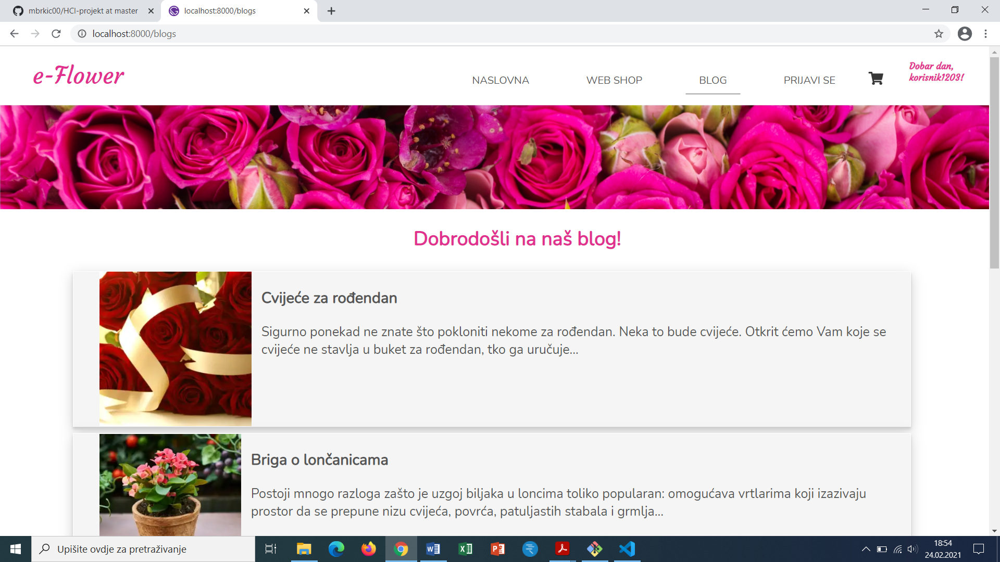 mbrkic00/HCI-projekt at master
localhost:8000/blogs
localhost:8000/blogs
e-Flower
NASLOVNA
WEB SHOP
BLOG
PRIJAVI SE
Dobar dan,
korisnik1203!
Dobrodošli na naš blog!
Cvijeće za rođendan
Sigurno ponekad ne znate što pokloniti nekome za rođendan. Neka to bude cvijeće. Otkrit ćemo Vam koje se
cvijeće ne stavlja u buket za rođendan, tko ga uručuje...
Briga o lončanicama
Postoji mnogo razloga zašto je uzgoj biljaka u loncima toliko popularan: omogućava vrtlarima koji izazivaju
prostor da se prepune nizu cvijeća, povrća, patuljastih stabala i grmlja...
Upišite ovdje za pretraživanje
18:54
24.02.2021